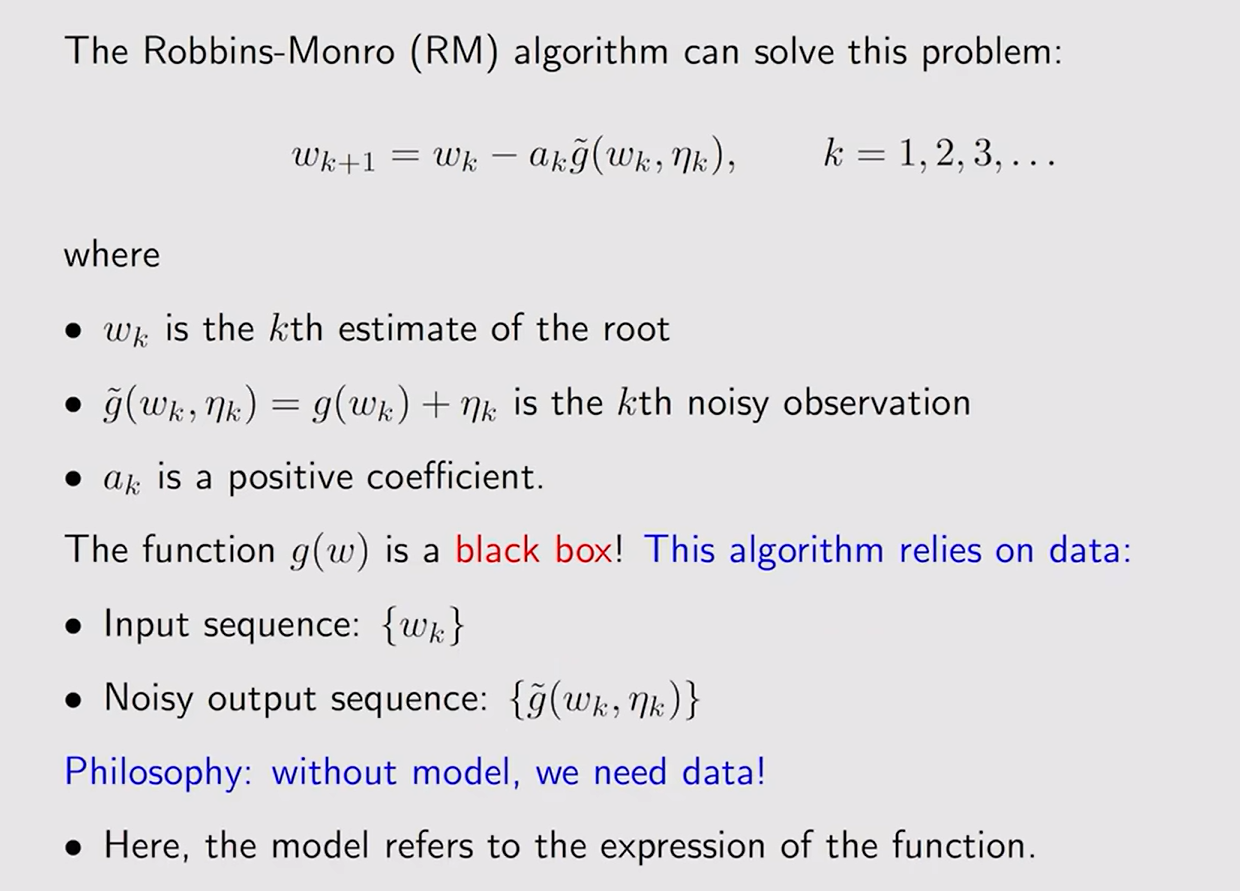 The Robbins-Monro (RM) algorithm can solve this problem:
w_{k+1} = w_k − a_k g̃(w_k, η_k), k = 1, 2, 3, . . .
where
• w_k is the kth estimate of the root
• g̃(w_k, η_k) = g(w_k) + η_k is the kth noisy observation
• a_k is a positive coefficient.
The function g(w) is a black box! This algorithm relies on data:
• Input sequence: {w_k}
• Noisy output sequence: {g̃(w_k, η_k)}
Philosophy: without model, we need data!
• Here, the model refers to the expression of the function.